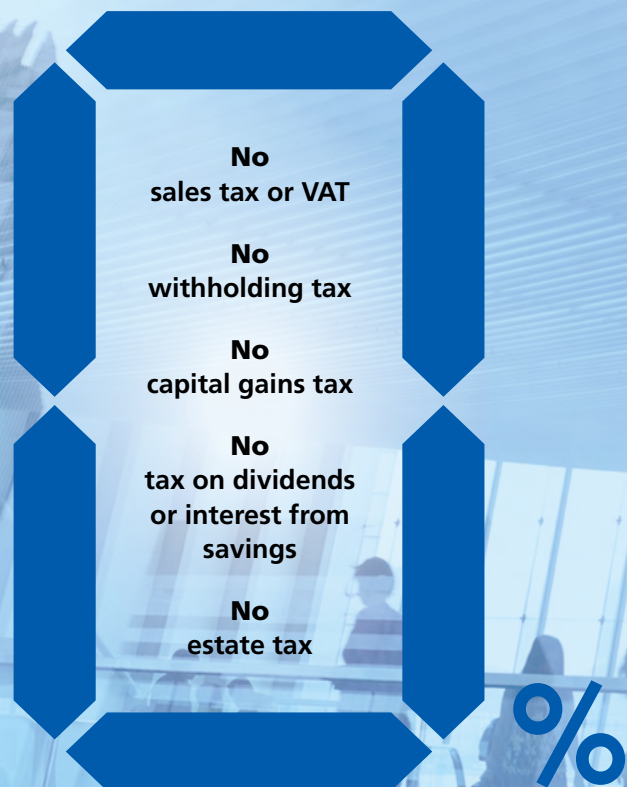 No
sales tax or VAT
No
withholding tax
No
capital gains tax
No
tax on dividends
or interest from
savings
No
estate tax
0%